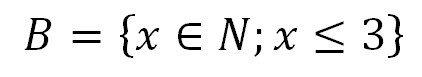 B = {x ∈ N; x ≤ 3}